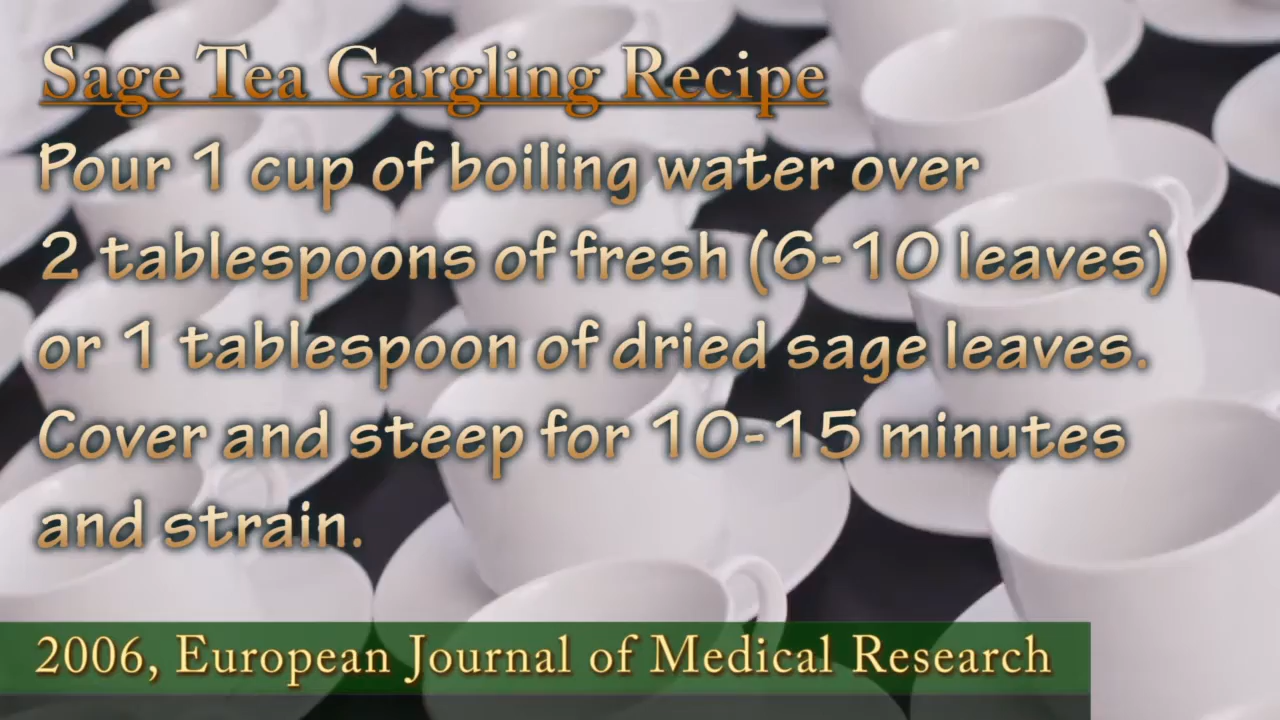 Sage Tea Gargling Recipe
Pour 1 cup of boiling water over
2 tablespoons of fresh (6-10 leaves)
or 1 tablespoon of dried sage leaves.
Cover and steep for 10-15 minutes
and strain.
2006, European Journal of Medical Research